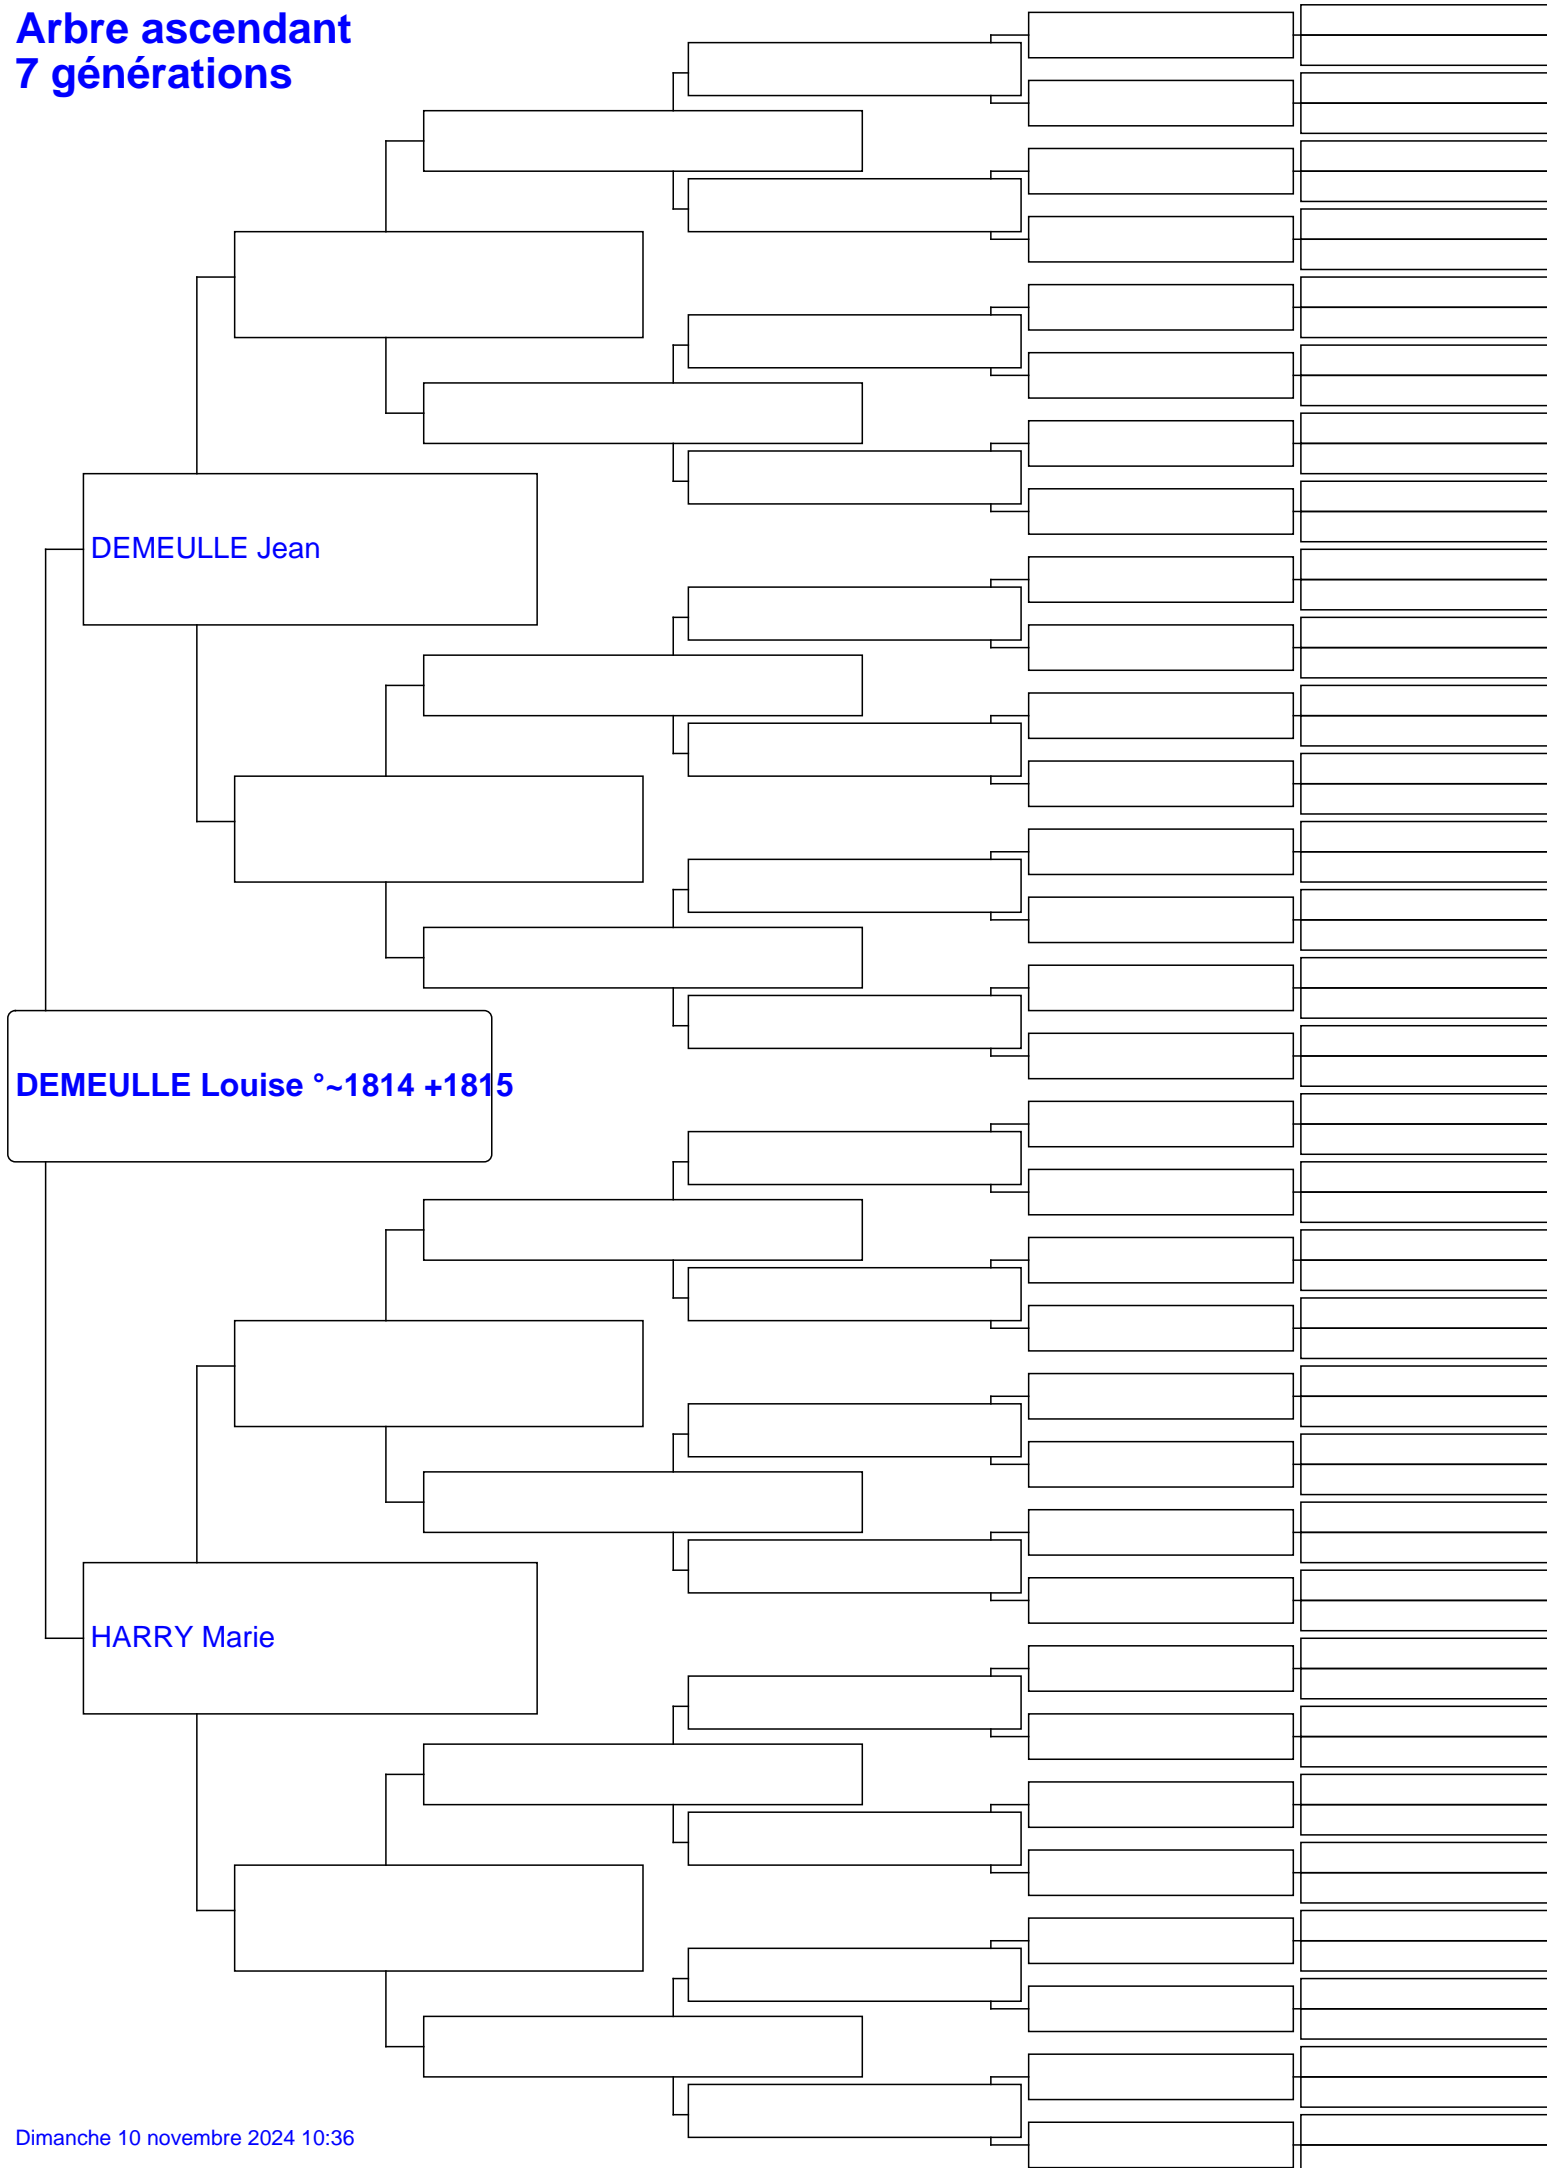 Arbre ascendant
7 générations
DEMEULLE Jean
DEMEULLE Louise °~1814 +1815
HARRY Marie
Dimanche 10 novembre 2024 10:36